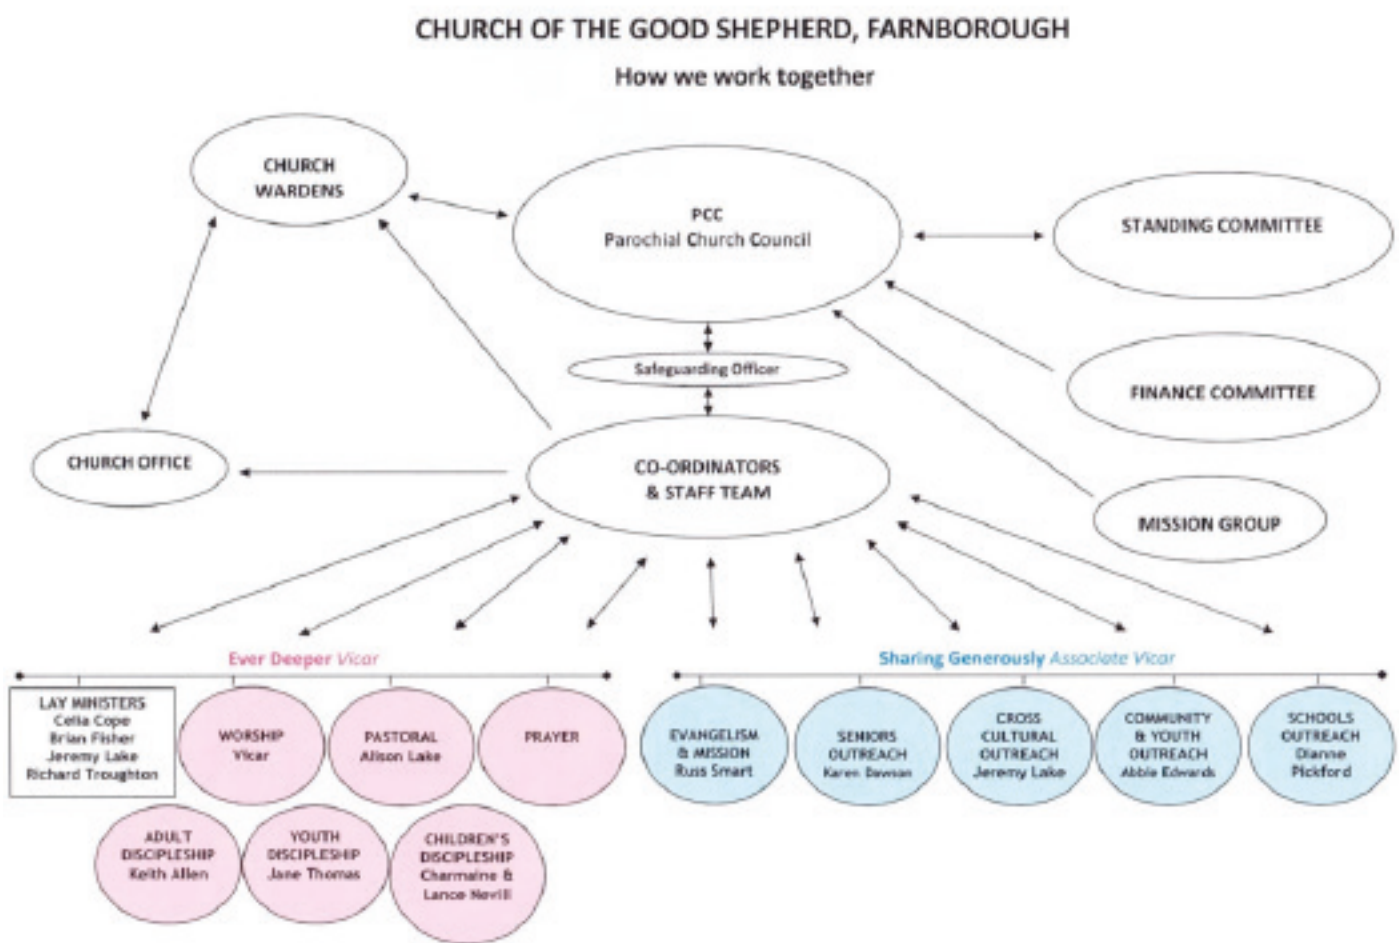 CHURCH OF THE GOOD SHEPHERD, FARNBOROUGH
How we work together
CHURCH
WARDENS
PCC
Parochial Church Council
STANDING COMMITTEE
Safeguarding Officer
FINANCE COMMITTEE
CHURCH OFFICE
CO-ORDINATORS
& STAFF TEAM
MISSION GROUP
Ever Deeper Vicar
Sharing Generously Associate Vicar
LAY MINISTERS
Celia Cope
Brian Fisher
Jeremy Lake
Richard Troughton
WORSHIP
Vicar
PASTORAL
Alison Lake
PRAYER
EVANGELISM
& MISSION
Russ Smart
SENIORS
OUTREACH
Karen Dawson
CROSS
CULTURAL
OUTREACH
Jeremy Lake
COMMUNITY
& YOUTH
OUTREACH
Abbie Edwards
SCHOOLS
OUTREACH
Dianne
Pickford
ADULT
DISCIPLESHIP
Keith Allen
YOUTH
DISCIPLESHIP
Jane Thomas
CHILDREN'S
DISCIPLESHIP
Charmaine &
Lance Nevill